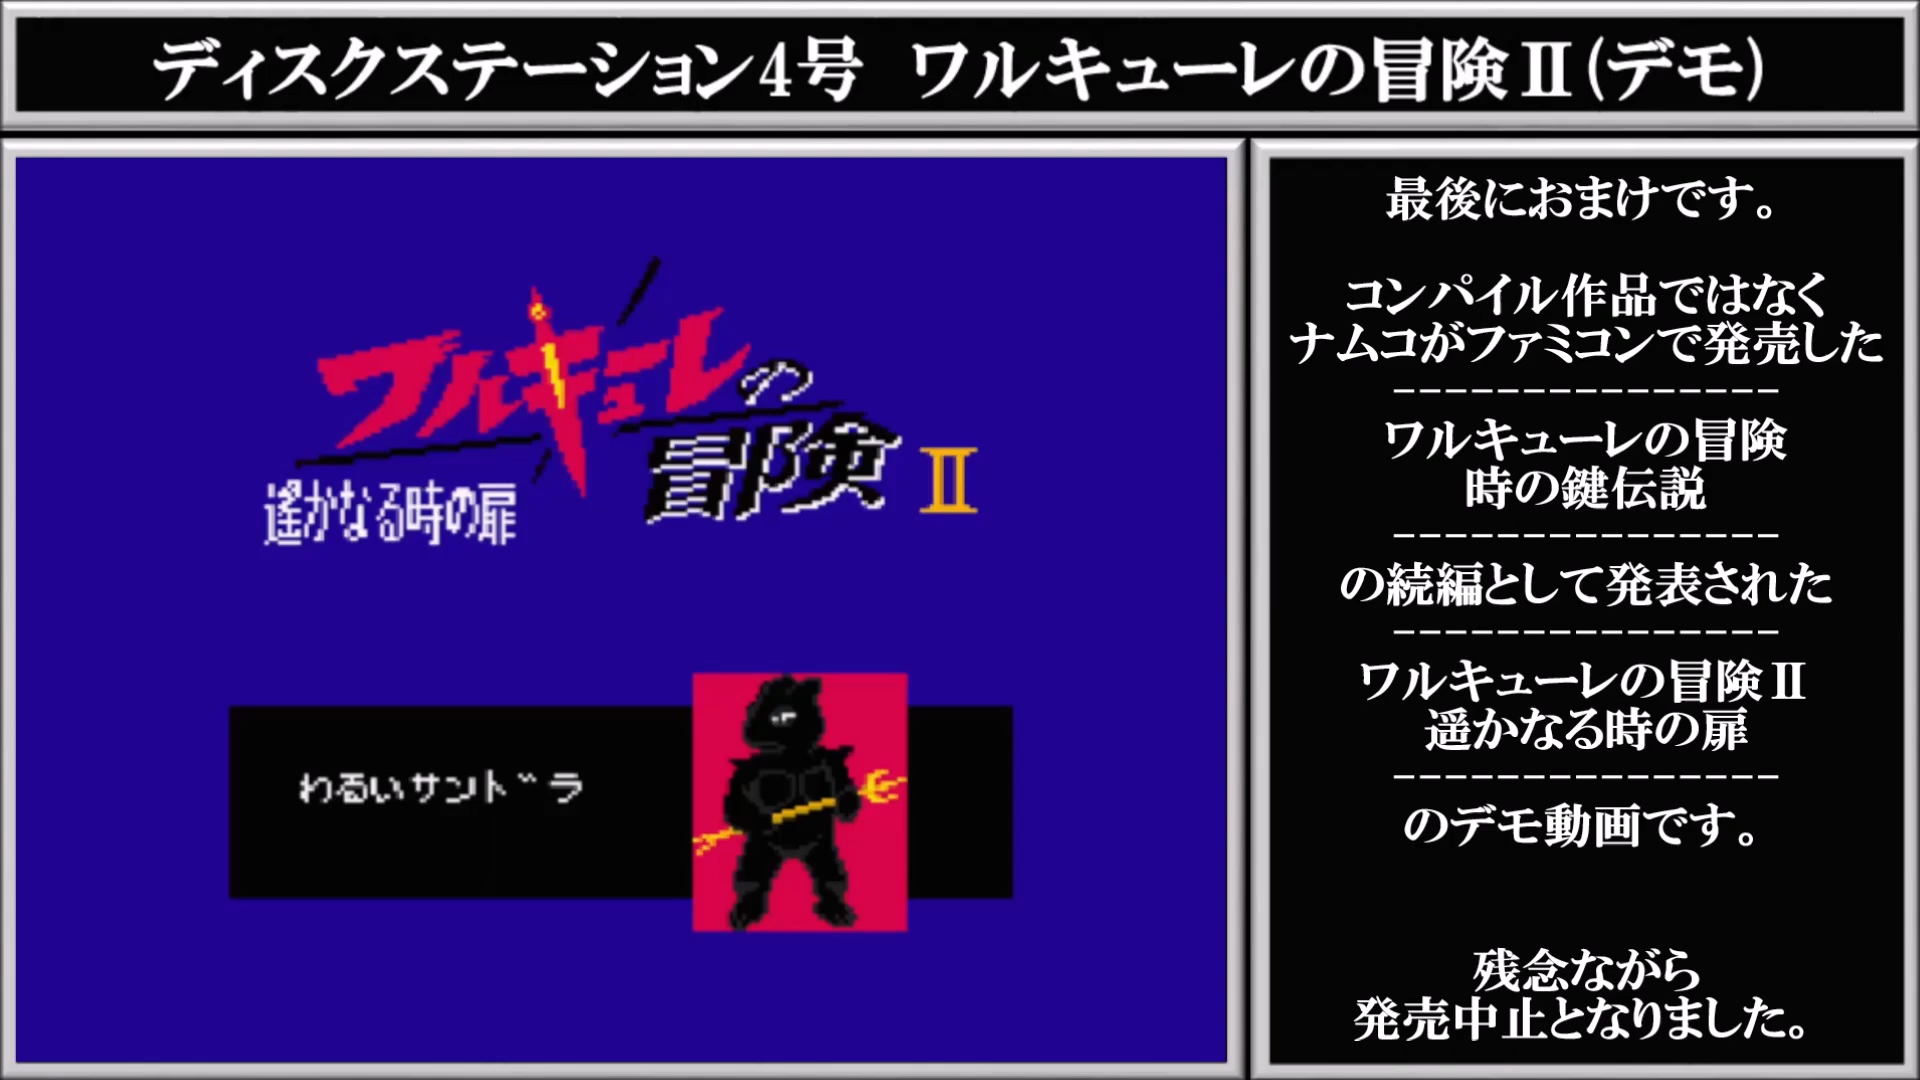 ディスクステーション4号 ワルキューレの冒険Ⅱ(デモ)
ワルキューレの
冒険Ⅱ
遙かなる時の扉
わるいサンドラ
最後におまけです。
コンパイル作品ではなく
ナムコがファミコンで発売した
---------------
ワルキューレの冒険
時の鍵伝説
---------------
の続編として発表された
---------------
ワルキューレの冒険Ⅱ
遥かなる時の扉
---------------
のデモ動画です。
残念ながら
発売中止となりました。